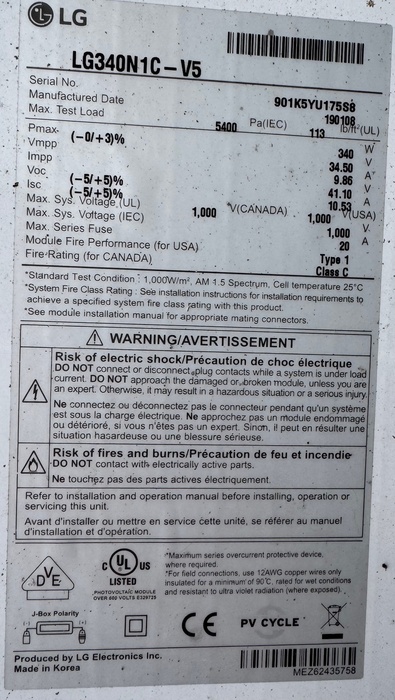 LG
LG340N1C-V5
Serial No. 901K5YU175S8
Manufactured Date 190108
Max. Test Load 5400 Pa(IEC) 113 lb/ft²(UL)
Pmax (-0/+3)% 340 W
Vmpp 34.50 V
Impp 9.86 A
Voc (-5/+5)% 41.10 V
Isc (-5/+5)% 10.53 A
Max. Sys. Voltage (UL) 1,000 V(CANADA) 1,000 V(USA)
Max. Sys. Voltage (IEC) 1,000 V
Max. Series Fuse 20 A
Module Fire Performance (for USA) Type 1
Fire Rating (for CANADA) Class C
*Standard Test Condition : 1,000W/m², AM 1.5 Spectrum, Cell temperature 25°C
*System Fire Class Rating : See installation instructions for installation requirements to
achieve a specified system fire class rating with this product.
*See module installation manual for appropriate mating connectors.
WARNING/AVERTISSEMENT
Risk of electric shock/Précaution de choc électrique
DO NOT connect or disconnect plug contacts while a system is under load
current. DO NOT approach the damaged or broken module, unless you are
an expert. Otherwise, it may result in a hazardous situation or a serious injury.
Ne connectez ou déconnectez pas le connecteur pendant qu'un système
est sous la charge électrique. Ne approchez pas un module endommagé
ou détérioré, si vous n'êtes pas un expert. Sinon, il peut en résulter une
situation hasardeuse ou une blessure sérieuse.
Risk of fires and burns/Précaution de feu et incendie
DO NOT contact with electrically active parts.
Ne touchez pas des parts actives électriquement.
Refer to installation and operation manual before installing, operation or
servicing this unit.
Avant d'installer ou mettre en service cette unité, se référer au manuel
d'installation et d'opération.
DVE
C UL US
LISTED
PHOTOVOLTAIC MODULE
OVER 600 VOLTS E328725
*Maximum series overcurrent protective device,
where required.
*For field connections, use 12AWG copper wires only
insulated for a minimum of 90°C, rated for wet conditions
and resistant to ultra violet radiation (where exposed).
J-Box Polarity
CE
PV CYCLE
Produced by LG Electronics Inc.
Made in Korea
MEZ62435758